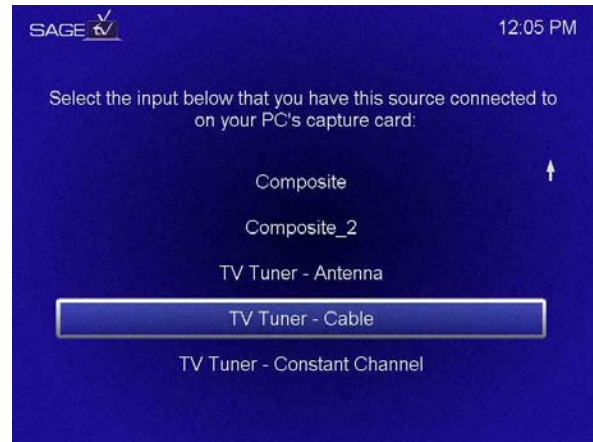 SAGE tv
12:05 PM
Select the input below that you have this source connected to
on your PC's capture card:
Composite
Composite_2
TV Tuner - Antenna
TV Tuner - Cable
TV Tuner - Constant Channel